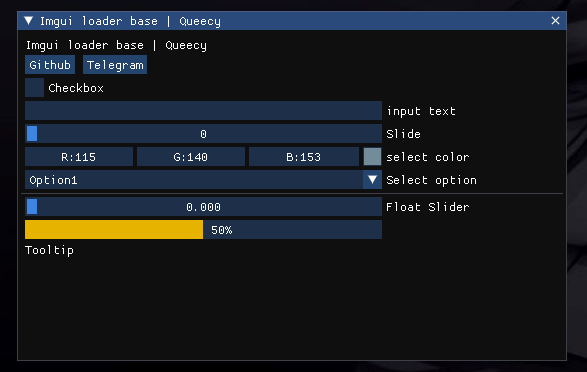 Imgui loader base | Queecy
Imgui loader base | Queecy
Github Telegram
Checkbox
input text
0 Slide
R:115 G:140 B:153 select color
Option1 Select option
0.000 Float Slider
50%
Tooltip